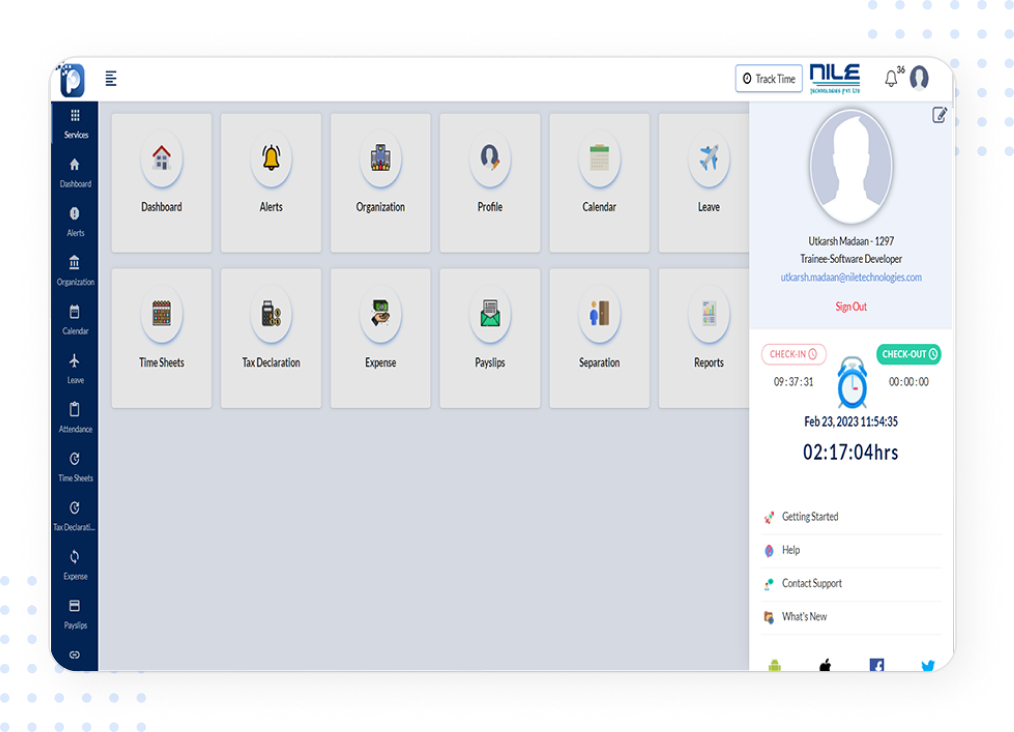 Track Time
NILE
TECHNOLOGIES PVT LTD
36
Services
Dashboard
Alerts
Organization
Calendar
Leave
Attendance
Time Sheets
Tax Declarati...
Expense
Payslips
Dashboard
Alerts
Organization
Profile
Calendar
Leave
Time Sheets
Tax Declaration
Expense
Payslips
Separation
Reports
Utkarsh Madaan - 1297
Trainee-Software Developer
utkarsh.madaan@niletechnologies.com
Sign Out
CHECK-IN
CHECK-OUT
09:37:31
00:00:00
Feb 23, 2023 11:54:35
02:17:04hrs
Getting Started
Help
Contact Support
What's New